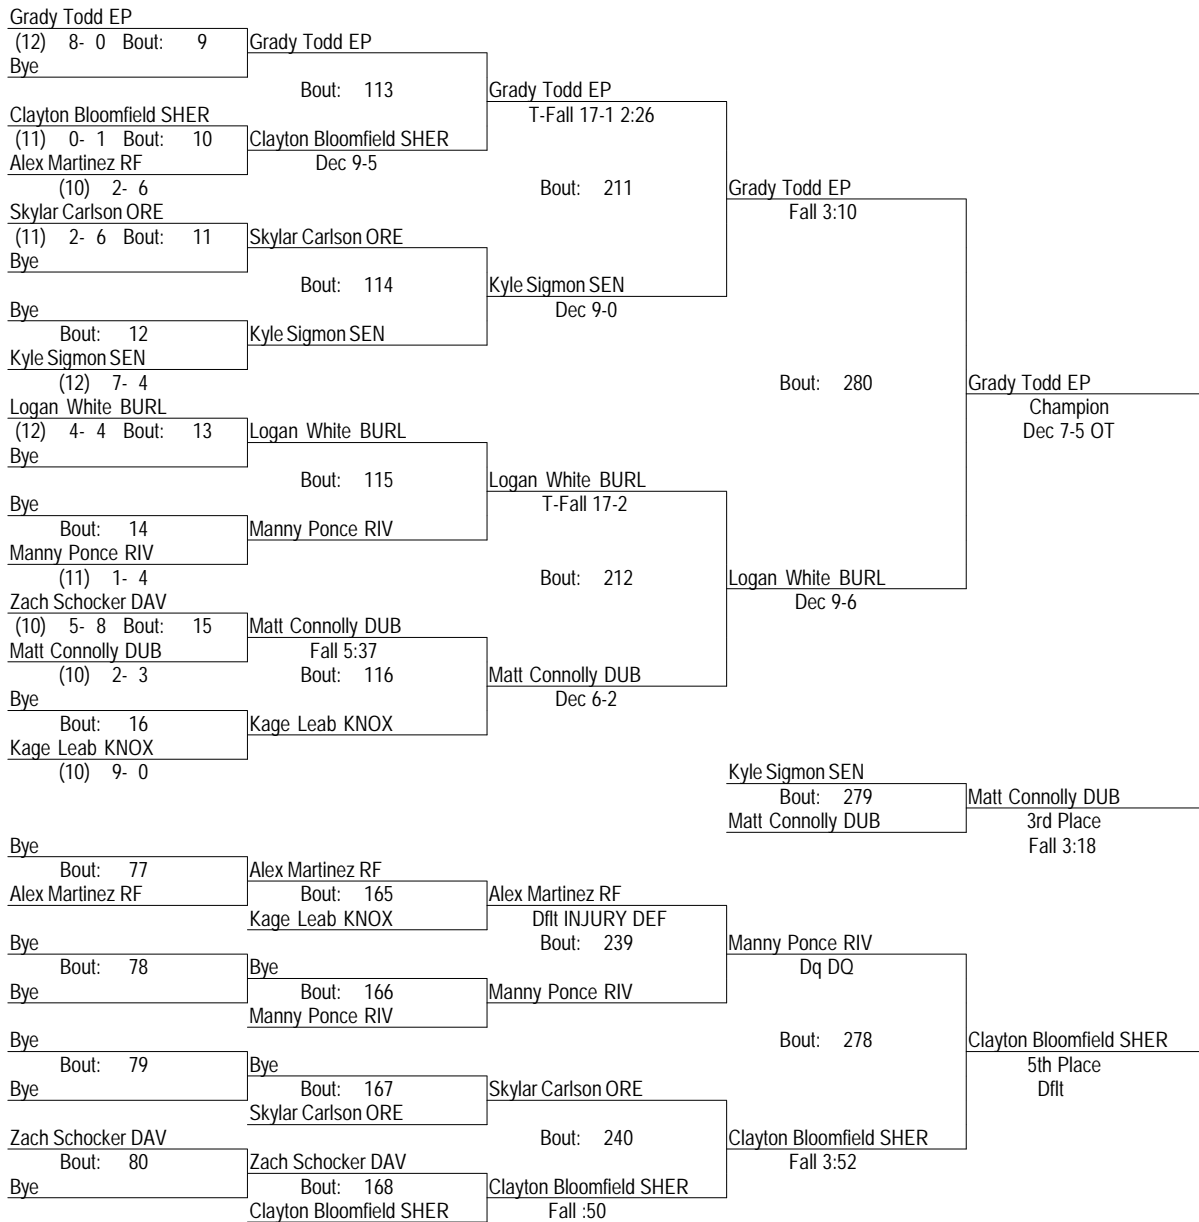 Grady Todd EP
(12) 8- 0 Bout: 9
Grady Todd EP
Bye
Bout: 113
Grady Todd EP
T-Fall 17-1 2:26
Clayton Bloomfield SHER
(11) 0- 1 Bout: 10
Clayton Bloomfield SHER
Alex Martinez RF
Dec 9-5
(10) 2- 6
Bout: 211
Grady Todd EP
Fall 3:10
Skylar Carlson ORE
(11) 2- 6 Bout: 11
Skylar Carlson ORE
Bye
Bout: 114
Kyle Sigmon SEN
Dec 9-0
Bye
Bout: 12
Kyle Sigmon SEN
Kyle Sigmon SEN
(12) 7- 4
Bout: 280
Grady Todd EP
Champion
Dec 7-5 OT
Logan White BURL
(12) 4- 4 Bout: 13
Logan White BURL
Bye
Bout: 115
Logan White BURL
T-Fall 17-2
Bye
Bout: 14
Manny Ponce RIV
Manny Ponce RIV
(11) 1- 4
Bout: 212
Logan White BURL
Dec 9-6
Zach Schocker DAV
(10) 5- 8 Bout: 15
Matt Connolly DUB
Matt Connolly DUB
Fall 5:37
(10) 2- 3
Bout: 116
Matt Connolly DUB
Dec 6-2
Bye
Bout: 16
Kage Leab KNOX
Kage Leab KNOX
(10) 9- 0
Kyle Sigmon SEN
Bout: 279
Matt Connolly DUB
Matt Connolly DUB
3rd Place
Fall 3:18
Bye
Bout: 77
Alex Martinez RF
Alex Martinez RF
Bout: 165
Alex Martinez RF
Kage Leab KNOX
Dflt INJURY DEF
Bout: 239
Manny Ponce RIV
Dq DQ
Bye
Bout: 78
Bye
Bye
Bout: 166
Manny Ponce RIV
Manny Ponce RIV
Bout: 278
Clayton Bloomfield SHER
5th Place
Dflt
Bye
Bout: 79
Bye
Bye
Bout: 167
Skylar Carlson ORE
Skylar Carlson ORE
Bout: 240
Clayton Bloomfield SHER
Fall 3:52
Zach Schocker DAV
Bout: 80
Zach Schocker DAV
Bye
Bout: 168
Clayton Bloomfield SHER
Clayton Bloomfield SHER
Fall :50